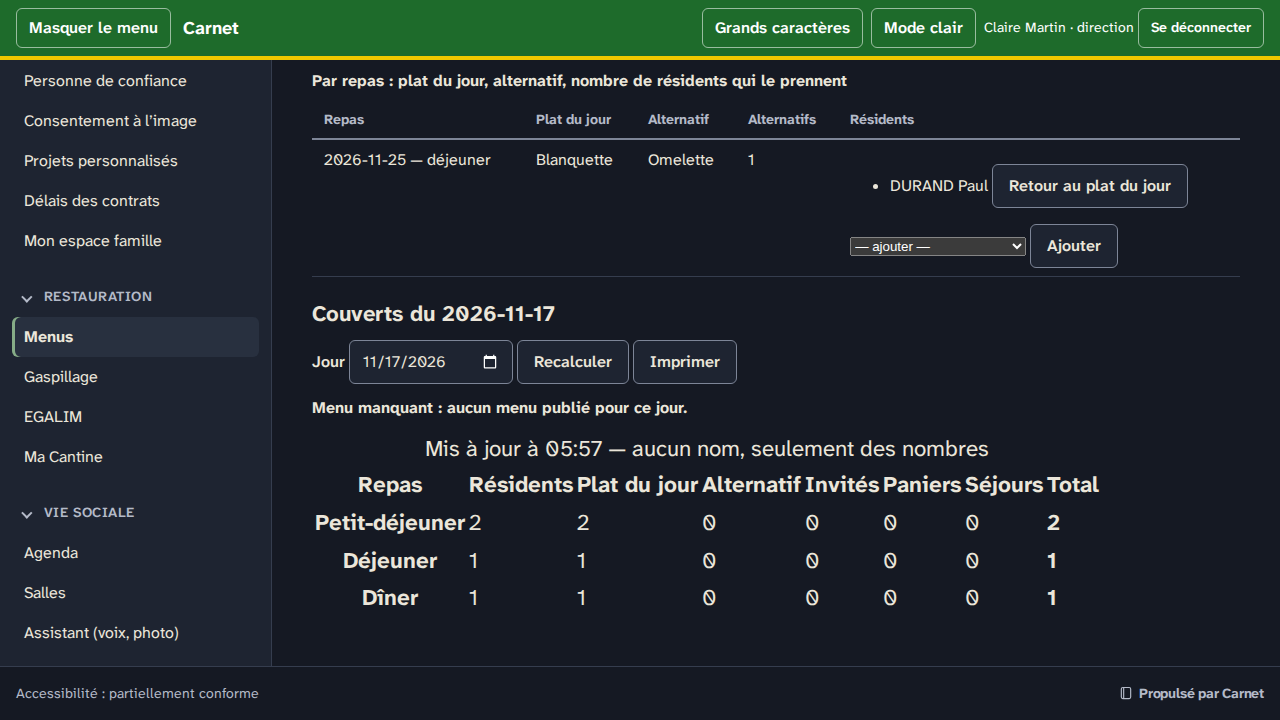 Masquer le menu Carnet Grands caractères Mode clair Claire Martin · direction Se déconnecter
Personne de confiance
Consentement à l'image
Projets personnalisés
Délais des contrats
Mon espace famille
RESTAURATION
Menus
Gaspillage
EGALIM
Ma Cantine
VIE SOCIALE
Agenda
Salles
Assistant (voix, photo)
Par repas : plat du jour, alternatif, nombre de résidents qui le prennent
Repas Plat du jour Alternatif Alternatifs Résidents
2026-11-25 — déjeuner Blanquette Omelette 1
• DURAND Paul Retour au plat du jour
— ajouter — Ajouter
Couverts du 2026-11-17
Jour 11/17/2026 Recalculer Imprimer
Menu manquant : aucun menu publié pour ce jour.
Mis à jour à 05:57 — aucun nom, seulement des nombres
Repas Résidents Plat du jour Alternatif Invités Paniers Séjours Total
Petit-déjeuner 2 2 0 0 0 0 2
Déjeuner 1 1 0 0 0 0 1
Dîner 1 1 0 0 0 0 1
Accessibilité : partiellement conforme Propulsé par Carnet